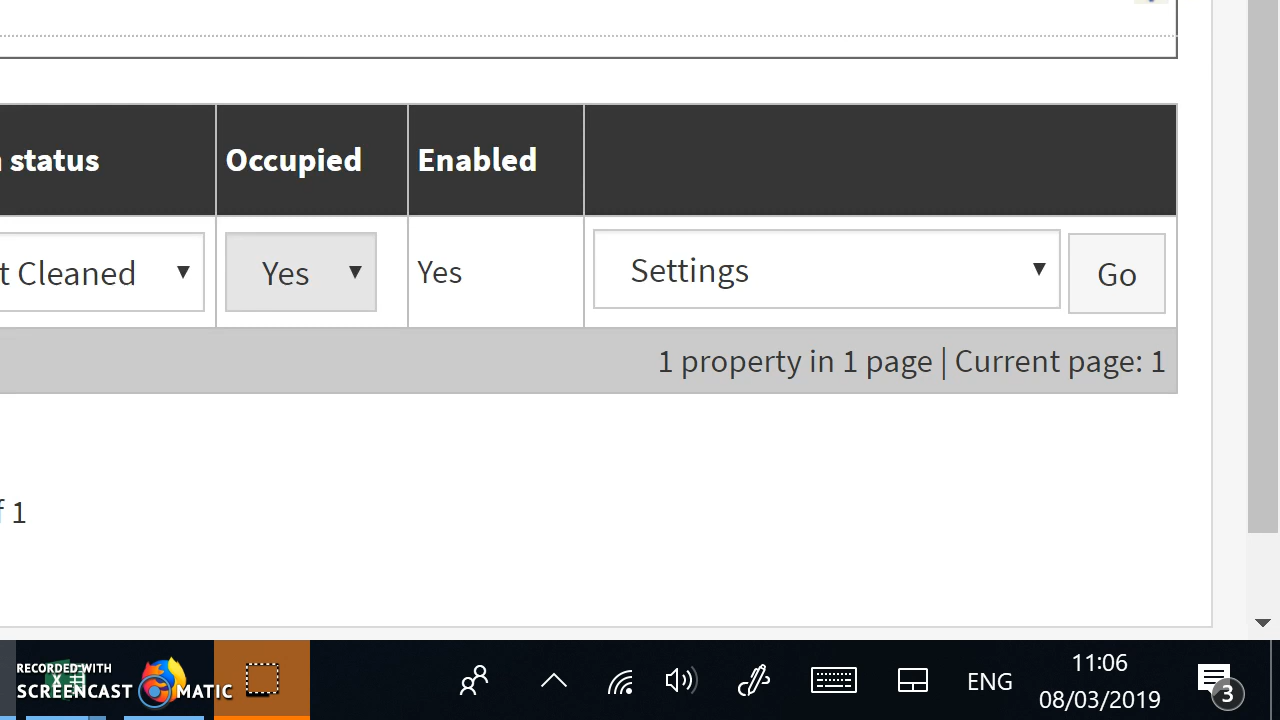 status
Occupied
Enabled
t Cleaned
Yes
Yes
Settings
Go
1 property in 1 page | Current page: 1
f 1
RECORDED WITH
SCREENCAST MATIC
ENG
11:06
08/03/2019
3